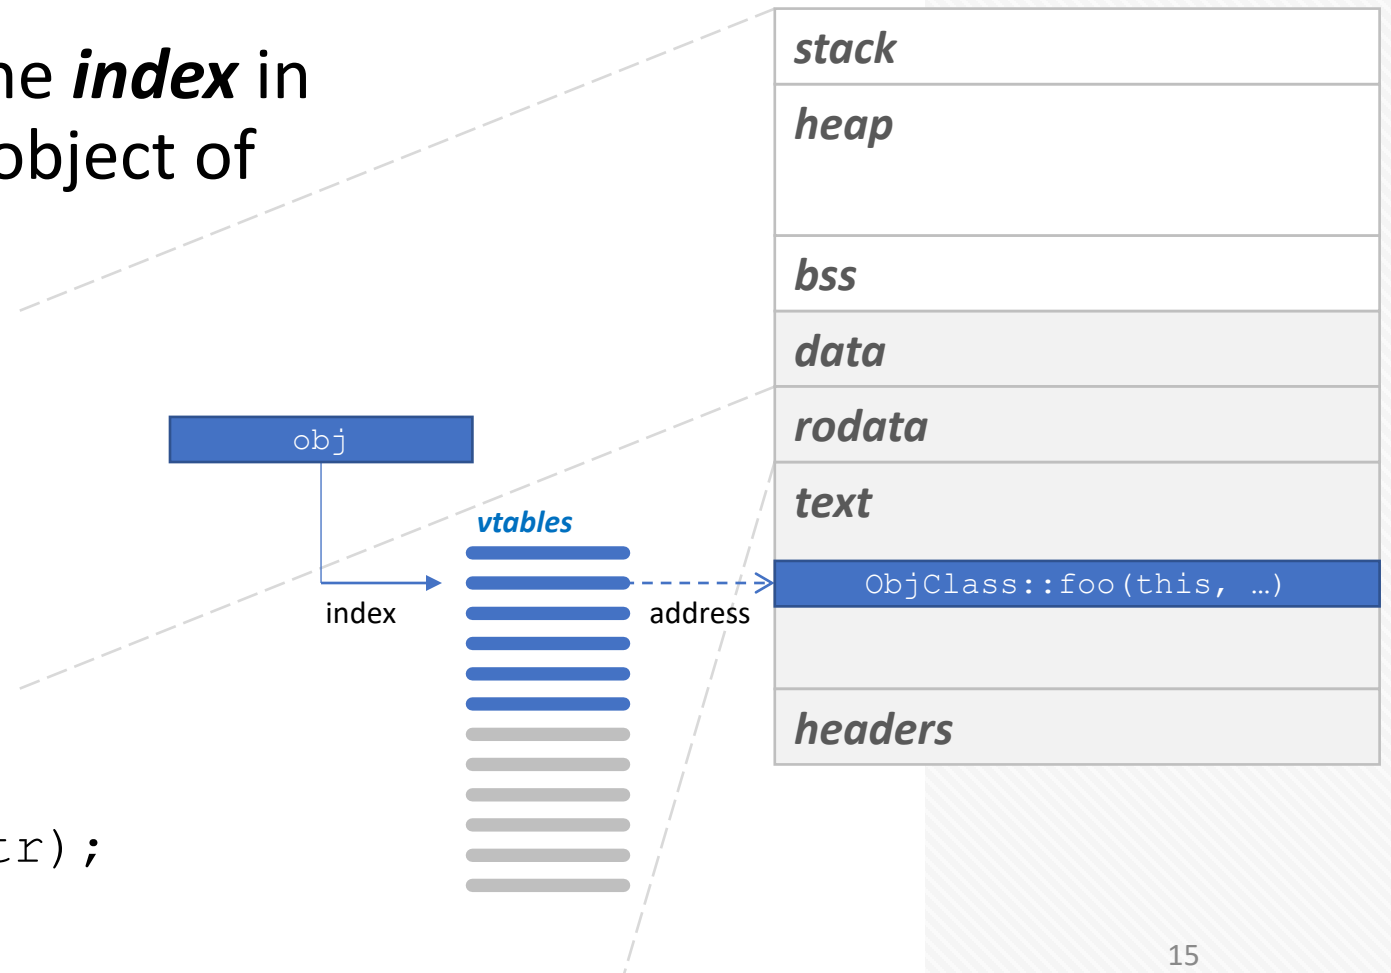 he index in
object of
stack
heap
bss
data
rodata
text
ObjClass::foo(this, …)
headers
obj
vtables
index
address
tr);
15